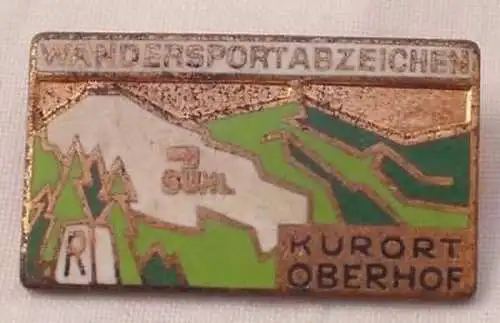 WANDERSPORTABZEICHEN
SUHL
R
KURORT
OBERHOF